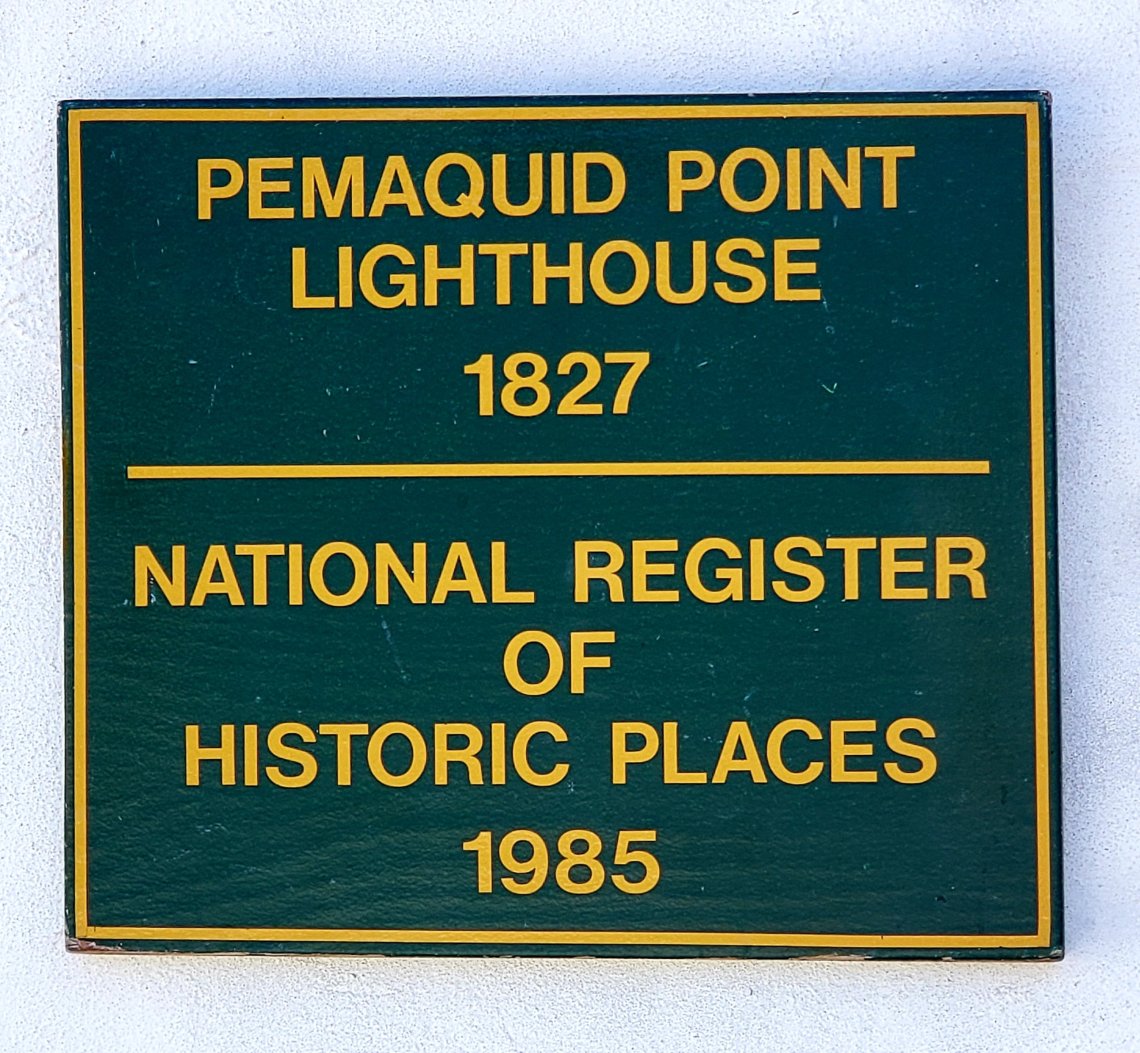 PEMAQUID POINT
LIGHTHOUSE
1827
NATIONAL REGISTER
OF
HISTORIC PLACES
1985